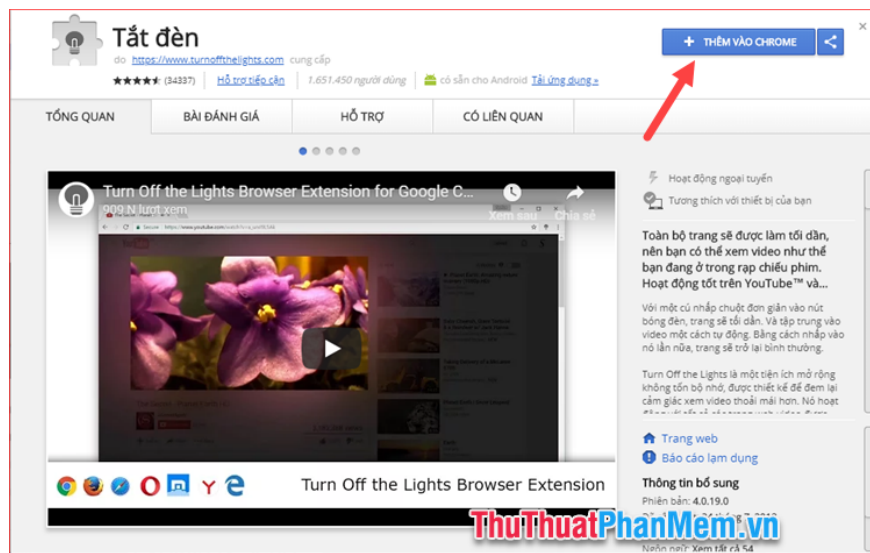 Tắt đèn
do https://www.turnoffthelights.com cung cấp
(34337) Hỗ trợ tiếp cận 1.651.450 người dùng có sẵn cho Android Tải ứng dụng »
THÊM VÀO CHROME
TỔNG QUAN BÀI ĐÁNH GIÁ HỖ TRỢ CÓ LIÊN QUAN
Turn Off the Lights Browser Extension for Google C...
909 N lượt xem
Xem sau Chia sẻ
Turn Off the Lights Browser Extension
Hoạt động ngoại tuyến
Tương thích với thiết bị của bạn
Toàn bộ trang sẽ được làm tối dần,
nên bạn có thể xem video như thể
bạn đang ở trong rạp chiếu phim.
Hoạt động tốt trên YouTube™ và...
Với một cú nhấp chuột đơn giản vào nút
bóng đèn, trang sẽ tối dần. Và tập trung vào
video một cách tự động. Bằng cách nhấp vào
nó lần nữa, trang sẽ trở lại bình thường.
Turn Off the Lights là một tiện ích mở rộng
không tốn bộ nhớ, được thiết kế để đem lại
cảm giác xem video thoải mái hơn. Nó hoạt
Trang web
Báo cáo lạm dụng
Thông tin bổ sung
Phiên bản: 4.0.19.0
ThuThuatPhanMem.vn
Ngôn ngữ: Xem tất cả 54